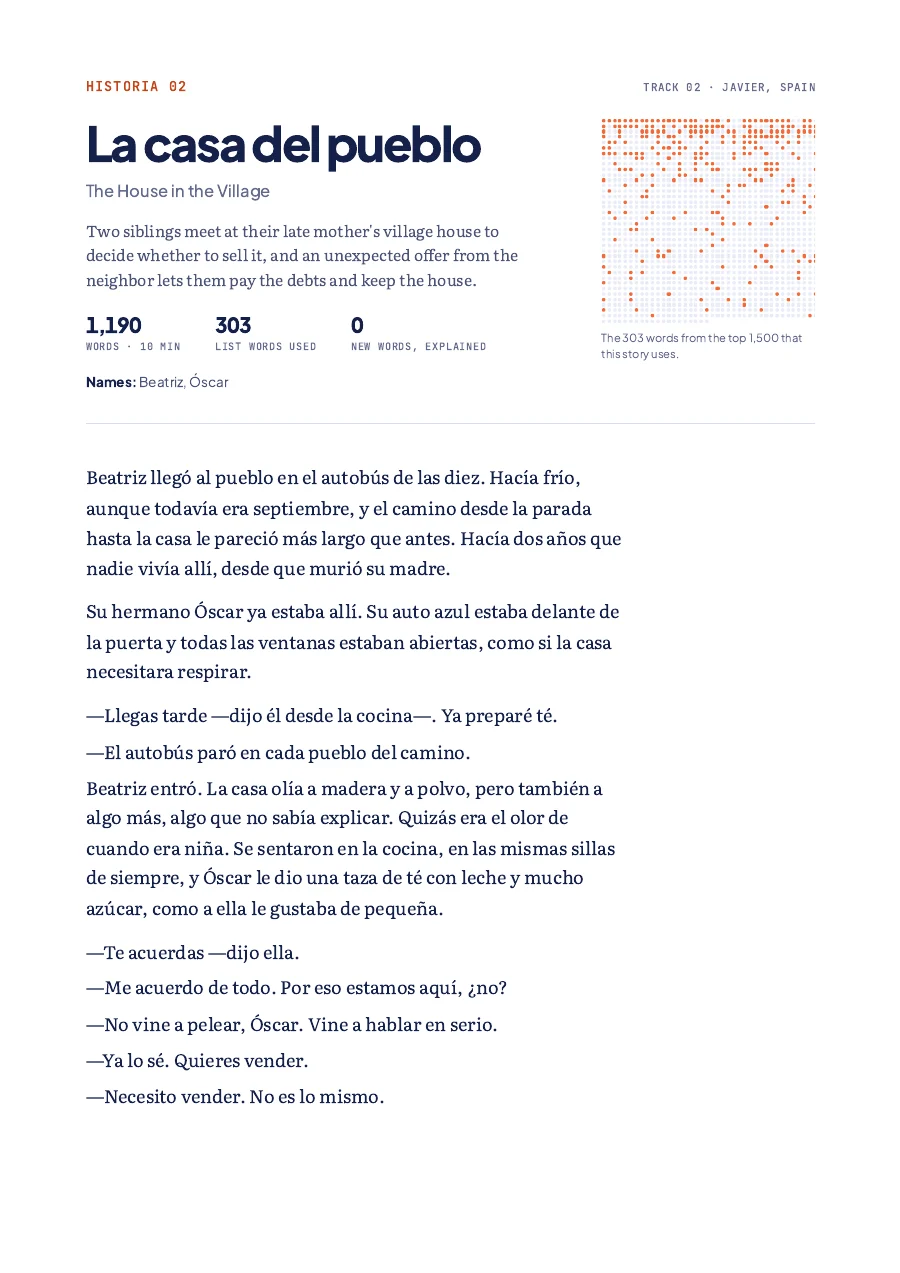 HISTORIA 02
TRACK 02 · JAVIER, SPAIN
La casa del pueblo
The House in the Village
Two siblings meet at their late mother's village house to
decide whether to sell it, and an unexpected offer from the
neighbor lets them pay the debts and keep the house.
1,190
WORDS · 10 MIN
303
LIST WORDS USED
0
NEW WORDS, EXPLAINED
Names: Beatriz, Óscar
The 303 words from the top 1,500 that
this story uses.
Beatriz llegó al pueblo en el autobús de las diez. Hacía frío,
aunque todavía era septiembre, y el camino desde la parada
hasta la casa le pareció más largo que antes. Hacía dos años que
nadie vivía allí, desde que murió su madre.
Su hermano Óscar ya estaba allí. Su auto azul estaba delante de
la puerta y todas las ventanas estaban abiertas, como si la casa
necesitara respirar.
—Llegas tarde —dijo él desde la cocina—. Ya preparé té.
—El autobús paró en cada pueblo del camino.
Beatriz entró. La casa olía a madera y a polvo, pero también a
algo más, algo que no sabía explicar. Quizás era el olor de
cuando era niña. Se sentaron en la cocina, en las mismas sillas
de siempre, y Óscar le dio una taza de té con leche y mucho
azúcar, como a ella le gustaba de pequeña.
—Te acuerdas —dijo ella.
—Me acuerdo de todo. Por eso estamos aquí, ¿no?
—No vine a pelear, Óscar. Vine a hablar en serio.
—Ya lo sé. Quieres vender.
—Necesito vender. No es lo mismo.